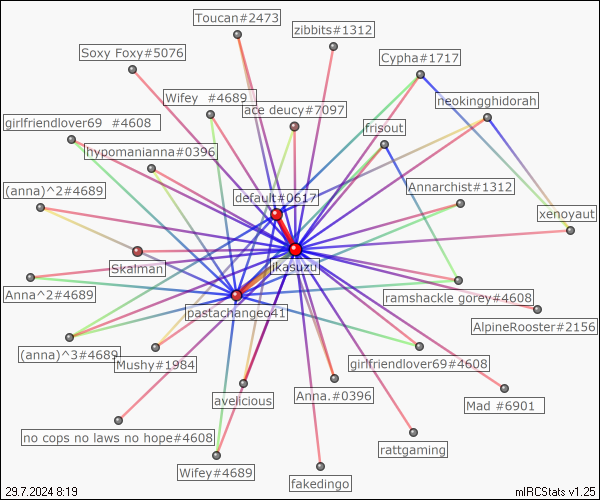 Toucan#2473
zibbits#1312
Soxy Foxy#5076
Cypha#1717
Wifey  #4689
neokingghidorah
ace deucy#7097
girlfriendlover69  #4608
frisout
hypomanianna#0396
(anna)^2#4689
Annarchist#1312
default#0617
xenoyaut
Skalman
jikasuzu
Anna^2#4689
ramshackle gorey#4608
pastachangeo41
AlpineRooster#2156
(anna)^3#4689
Mushy#1984
girlfriendlover69#4608
avelicious
Anna.#0396
Mad #6901
no cops no laws no hope#4608
rattgaming
Wifey#4689
fakedingo
29.7.2024 8:19
mIRCStats v1.25